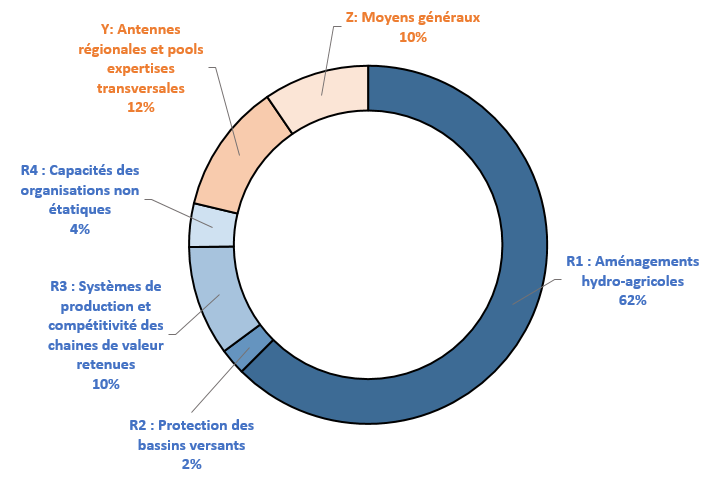 Z: Moyens généraux
10%
Y: Antennes
régionales et pools
expertises
transversales
12%
R4 : Capacités des
organisations non
étatiques
4%
R1 : Aménagements
hydro-agricoles
62%
R3 : Systèmes de
production et
compétitivité des
chaines de valeur
retenues
10%
R2 : Protection des
bassins versants
2%